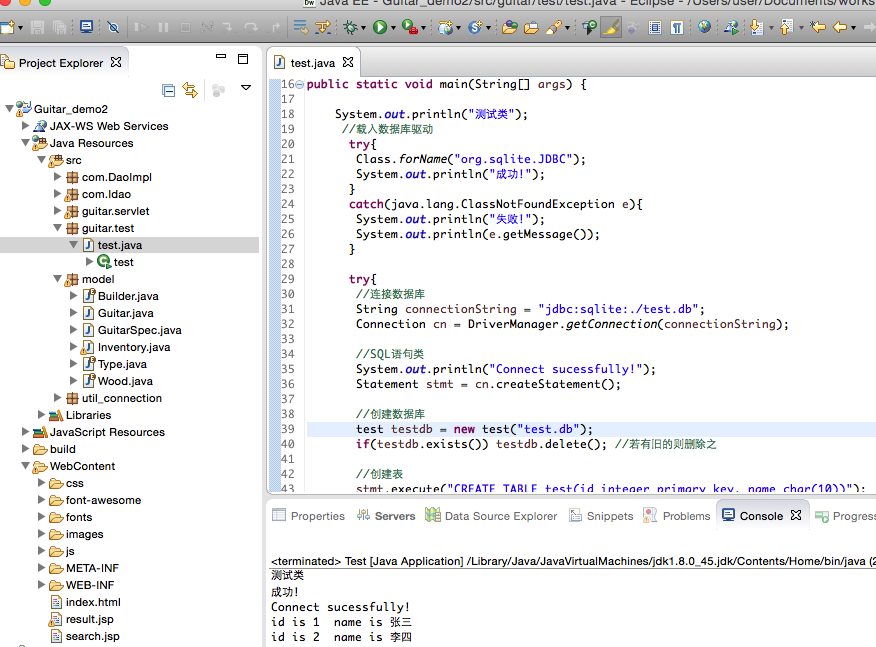 Java EE - Guitar_demo2/src/guitar/test/test.java - Eclipse - /Users/user/Documents/works
Project Explorer
Guitar_demo2
JAX-WS Web Services
Java Resources
src
com.DaoImpl
com.Idao
guitar.servlet
guitar.test
test.java
test
model
Builder.java
Guitar.java
GuitarSpec.java
Inventory.java
Type.java
Wood.java
util_connection
Libraries
JavaScript Resources
build
WebContent
css
font-awesome
fonts
images
js
META-INF
WEB-INF
index.html
result.jsp
search.jsp
test.java
16 public static void main(String[] args) {
17
18 System.out.println("测试类");
19 //载入数据库驱动
20 try{
21 Class.forName("org.sqlite.JDBC");
22 System.out.println("成功!");
23 }
24 catch(java.lang.ClassNotFoundException e){
25 System.out.println("失败!");
26 System.out.println(e.getMessage());
27 }
28
29 try{
30 //连接数据库
31 String connectionString = "jdbc:sqlite:./test.db";
32 Connection cn = DriverManager.getConnection(connectionString);
33
34 //SQL语句类
35 System.out.println("Connect sucessfully!");
36 Statement stmt = cn.createStatement();
37
38 //创建数据库
39 test testdb = new test("test.db");
40 if(testdb.exists()) testdb.delete(); //若有旧的则删除之
41
42 //创建表
43 stmt.execute("CREATE TABLE test(id integer primary key, name char(10))");
Properties Servers Data Source Explorer Snippets Problems Console Progress
<terminated> Test [Java Application] /Library/Java/JavaVirtualMachines/jdk1.8.0_45.jdk/Contents/Home/bin/java (2
测试类
成功!
Connect sucessfully!
id is 1 name is 张三
id is 2 name is 李四